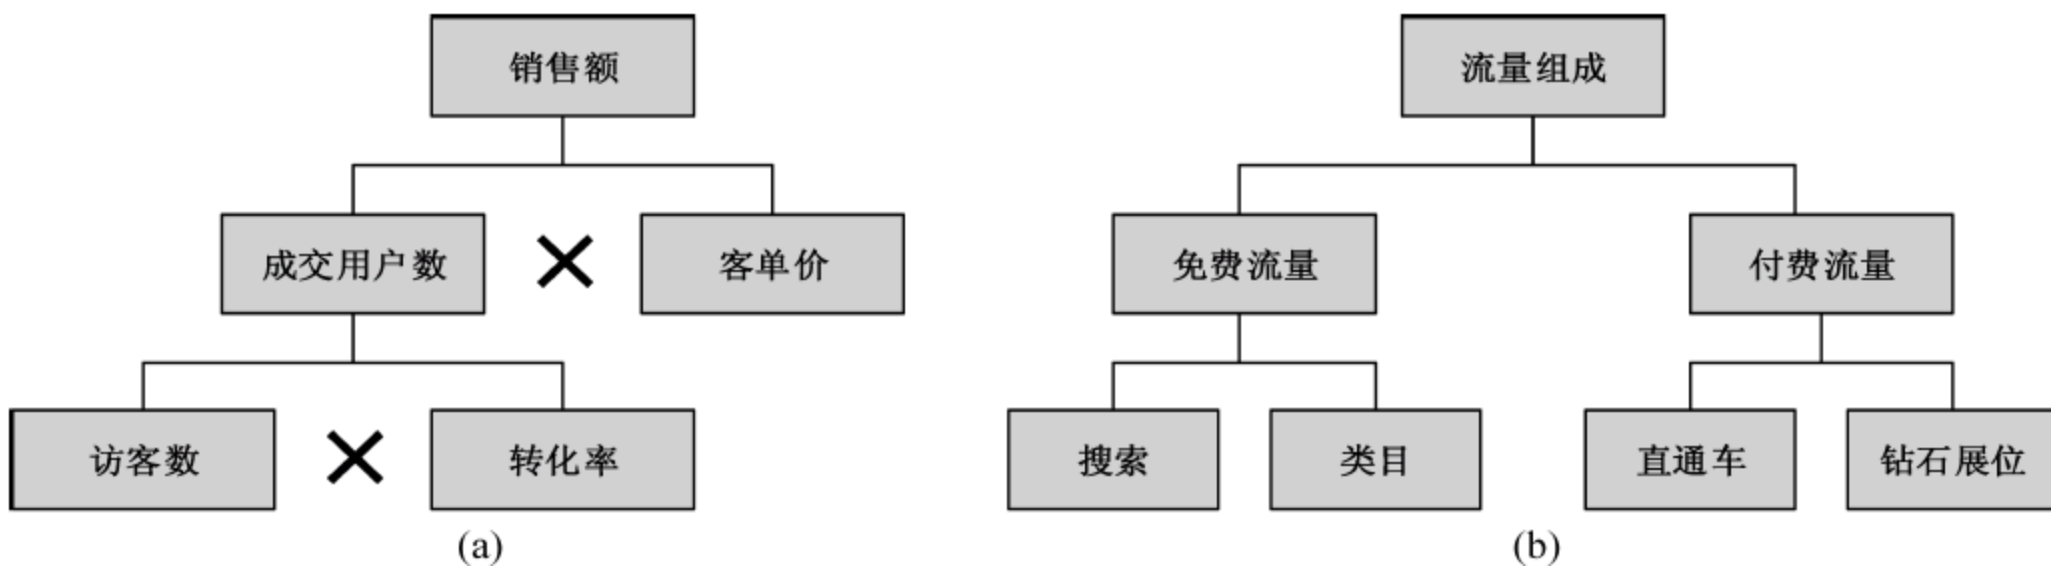 销售额
成交用户数 × 客单价
访客数 × 转化率
(a)
流量组成
免费流量 付费流量
搜索 类目 直通车 钻石展位
(b)